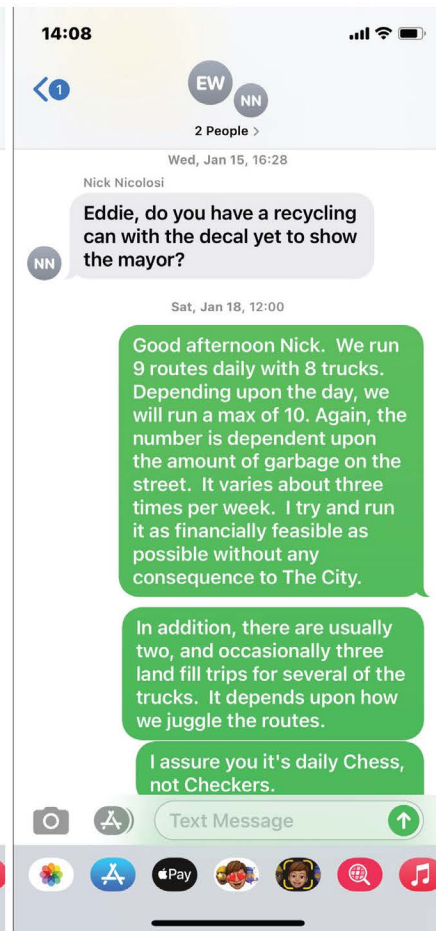 14:08
1
EW
NN
2 People >
Wed, Jan 15, 16:28
Nick Nicolosi
Eddie, do you have a recycling
can with the decal yet to show
the mayor?
NN
Sat, Jan 18, 12:00
Good afternoon Nick.  We run
9 routes daily with 8 trucks.
Depending upon the day, we
will run a max of 10. Again, the
number is dependent upon
the amount of garbage on the
street.  It varies about three
times per week.  I try and run
it as financially feasible as
possible without any
consequence to The City.
In addition, there are usually
two, and occasionally three
land fill trips for several of the
trucks.  It depends upon how
we juggle the routes.
I assure you it's daily Chess,
not Checkers.
Text Message
Pay